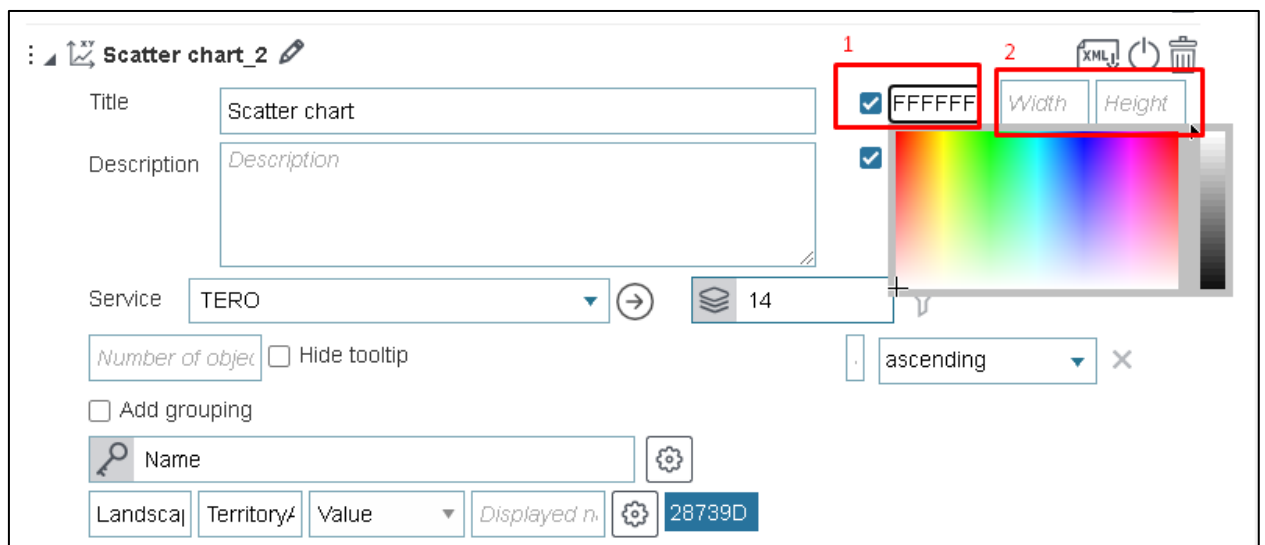 Scatter chart_2
1
2
XML
Title
Scatter chart
FFFFFF
Width
Height
Description
Description
Service
TERO
14
Number of objec
Hide tooltip
ascending
Add grouping
Name
Landscap
Territory
Value
Displayed n
28739D